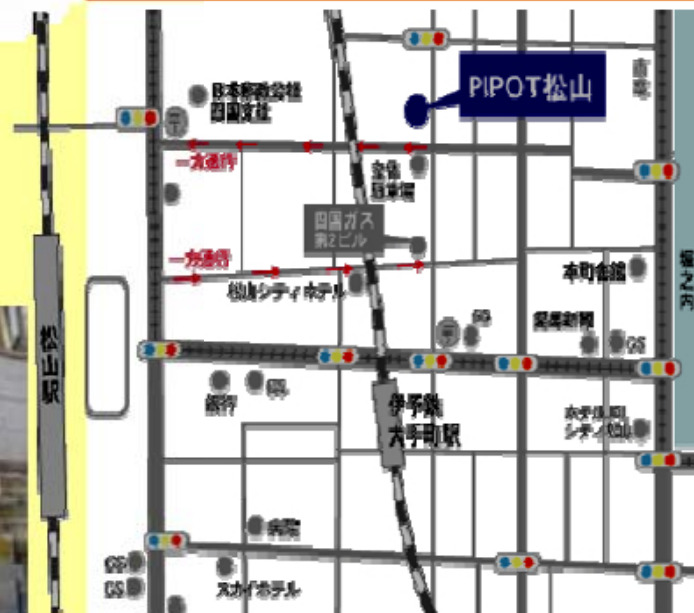 PIPOT松山
市電
日本郵政公社
四国支社
一方通行
四国ガス
第2ビル
一方通行
本町会館
松山シティホテル
堀之内
愛媛新聞
GS
GS
松山駅
銀行
伊予鉄
大手町駅
病院
GS
GS
スカイホテル